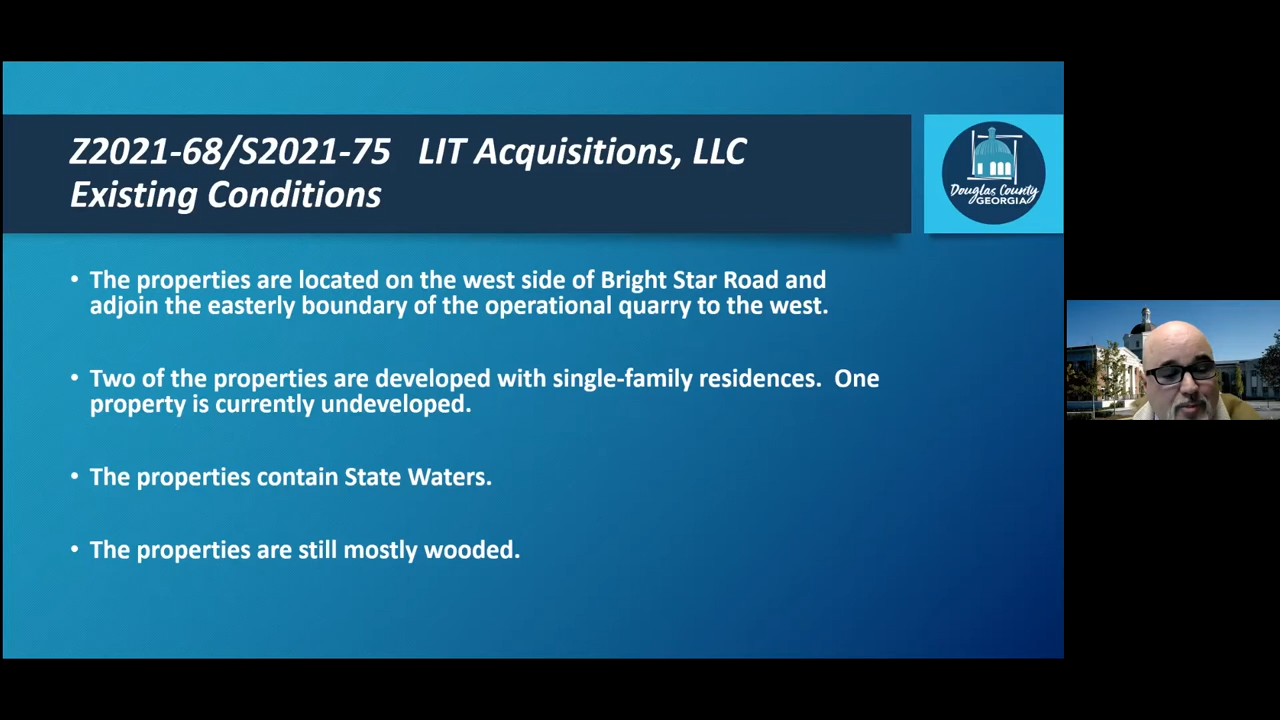 Z2021-68/S2021-75 LIT Acquisitions, LLC
Existing Conditions
Douglas County
GEORGIA
• The properties are located on the west side of Bright Star Road and
adjoin the easterly boundary of the operational quarry to the west.
• Two of the properties are developed with single-family residences. One
property is currently undeveloped.
• The properties contain State Waters.
• The properties are still mostly wooded.